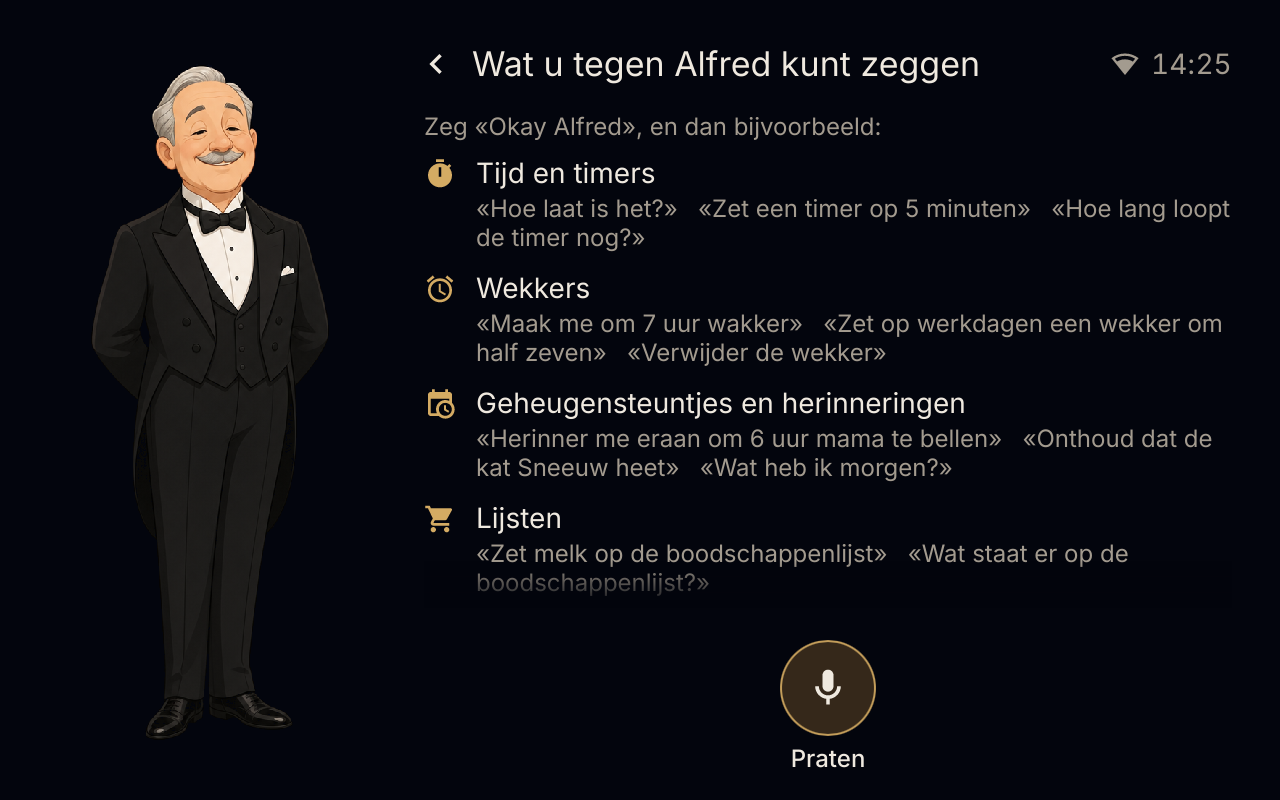 Wat u tegen Alfred kunt zeggen
14:25
Zeg «Okay Alfred», en dan bijvoorbeeld:
Tijd en timers
«Hoe laat is het?» «Zet een timer op 5 minuten» «Hoe lang loopt
de timer nog?»
Wekkers
«Maak me om 7 uur wakker» «Zet op werkdagen een wekker om
half zeven» «Verwijder de wekker»
Geheugensteuntjes en herinneringen
«Herinner me eraan om 6 uur mama te bellen» «Onthoud dat de
kat Sneeuw heet» «Wat heb ik morgen?»
Lijsten
«Zet melk op de boodschappenlijst» «Wat staat er op de
boodschappenlijst?»
Praten